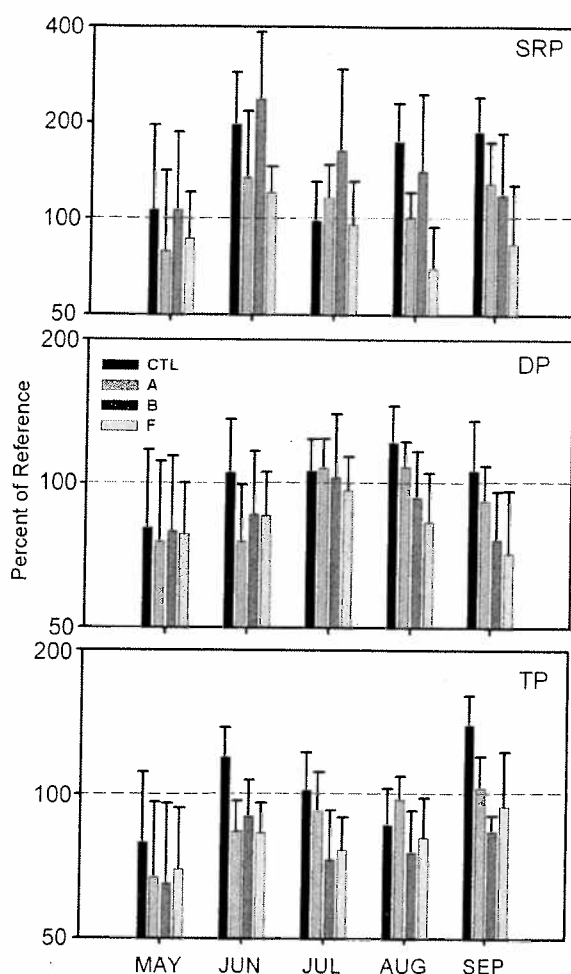 SRP
400
200
100
50
DP
200
100
50
CTL
A
B
F
Percent of Reference
TP
200
100
50
MAY JUN JUL AUG SEP